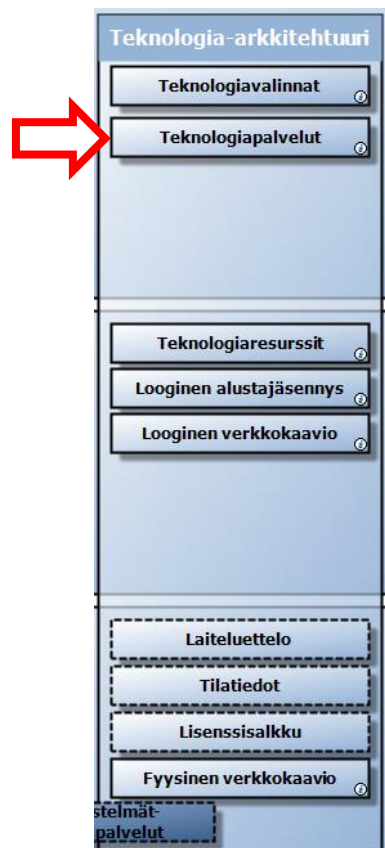 Teknologia-arkkitehtuuri
Teknologiavalinnat
Teknologiapalvelut
Teknologiaresurssit
Looginen alustajäsennys
Looginen verkkokaavio
Laiteluettelo
Tilatiedot
Lisenssisalkku
Fyysinen verkkokaavio
stelmät-
palvelut